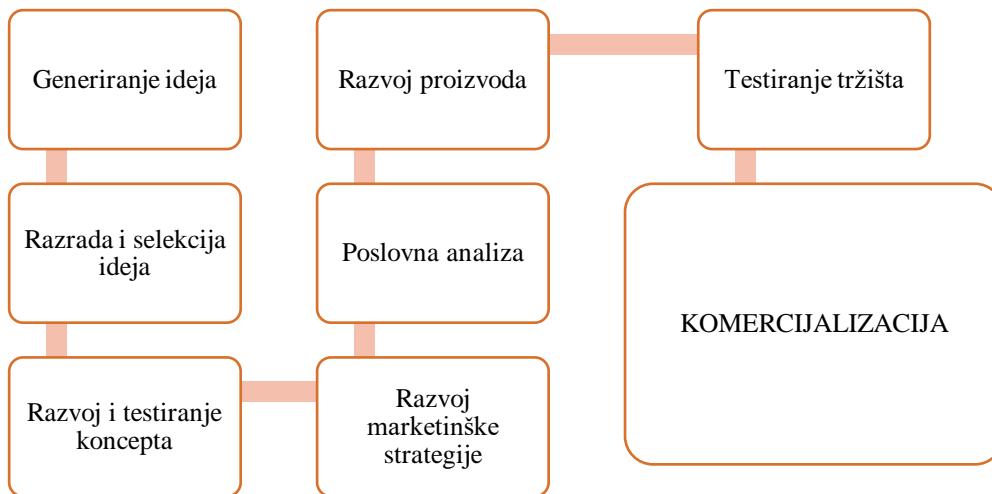 Generiranje ideja
Razrada i selekcija
ideja
Razvoj i testiranje
koncepta
Razvoj
marketinške
strategije
Poslovna analiza
Razvoj proizvoda
Testiranje tržišta
KOMERCIJALIZACIJA